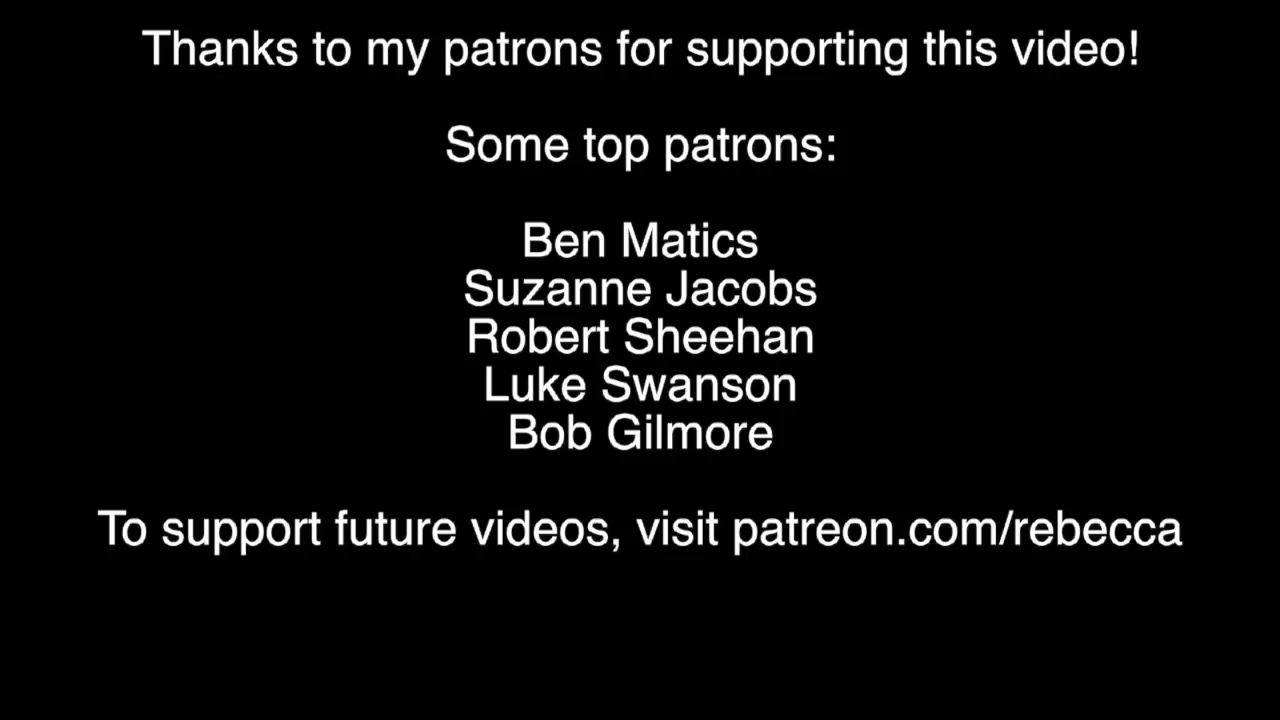 Thanks to my patrons for supporting this video!
Some top patrons:
Ben Matics
Suzanne Jacobs
Robert Sheehan
Luke Swanson
Bob Gilmore
To support future videos, visit patreon.com/rebecca